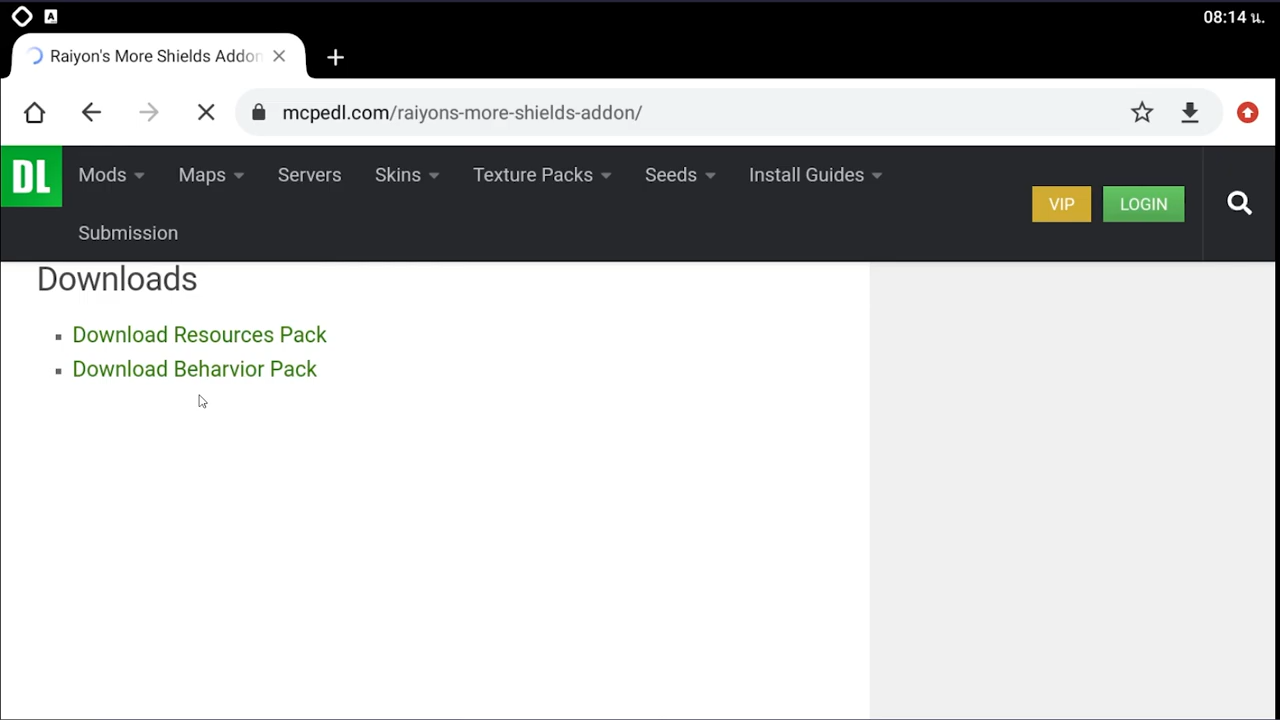 A
08:14 น.
Raiyon's More Shields Addon
mcpedl.com/raiyons-more-shields-addon/
DL
Mods
Maps
Servers
Skins
Texture Packs
Seeds
Install Guides
Submission
VIP
LOGIN
Downloads
Download Resources Pack
Download Beharvior Pack